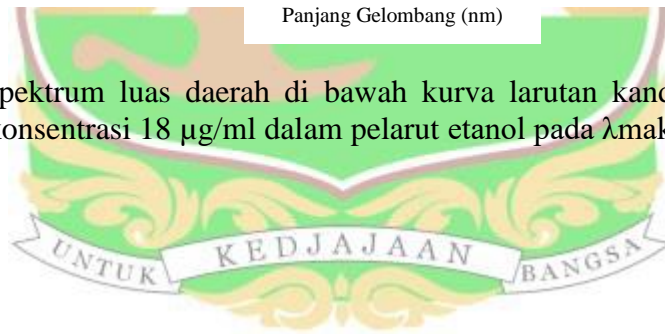 Panjang Gelombang (nm)
pektrum luas daerah di bawah kurva larutan kand
onsentrasi 18 µg/ml dalam pelarut etanol pada λmak
UNTUK KEDJAJAAN BANGSA